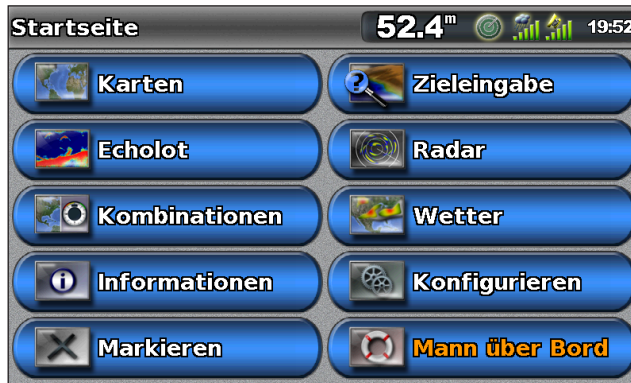 Startseite 52.4m 19:52
Karten Zieleingabe
Echolot Radar
Kombinationen Wetter
Informationen Konfigurieren
Markieren Mann über Bord